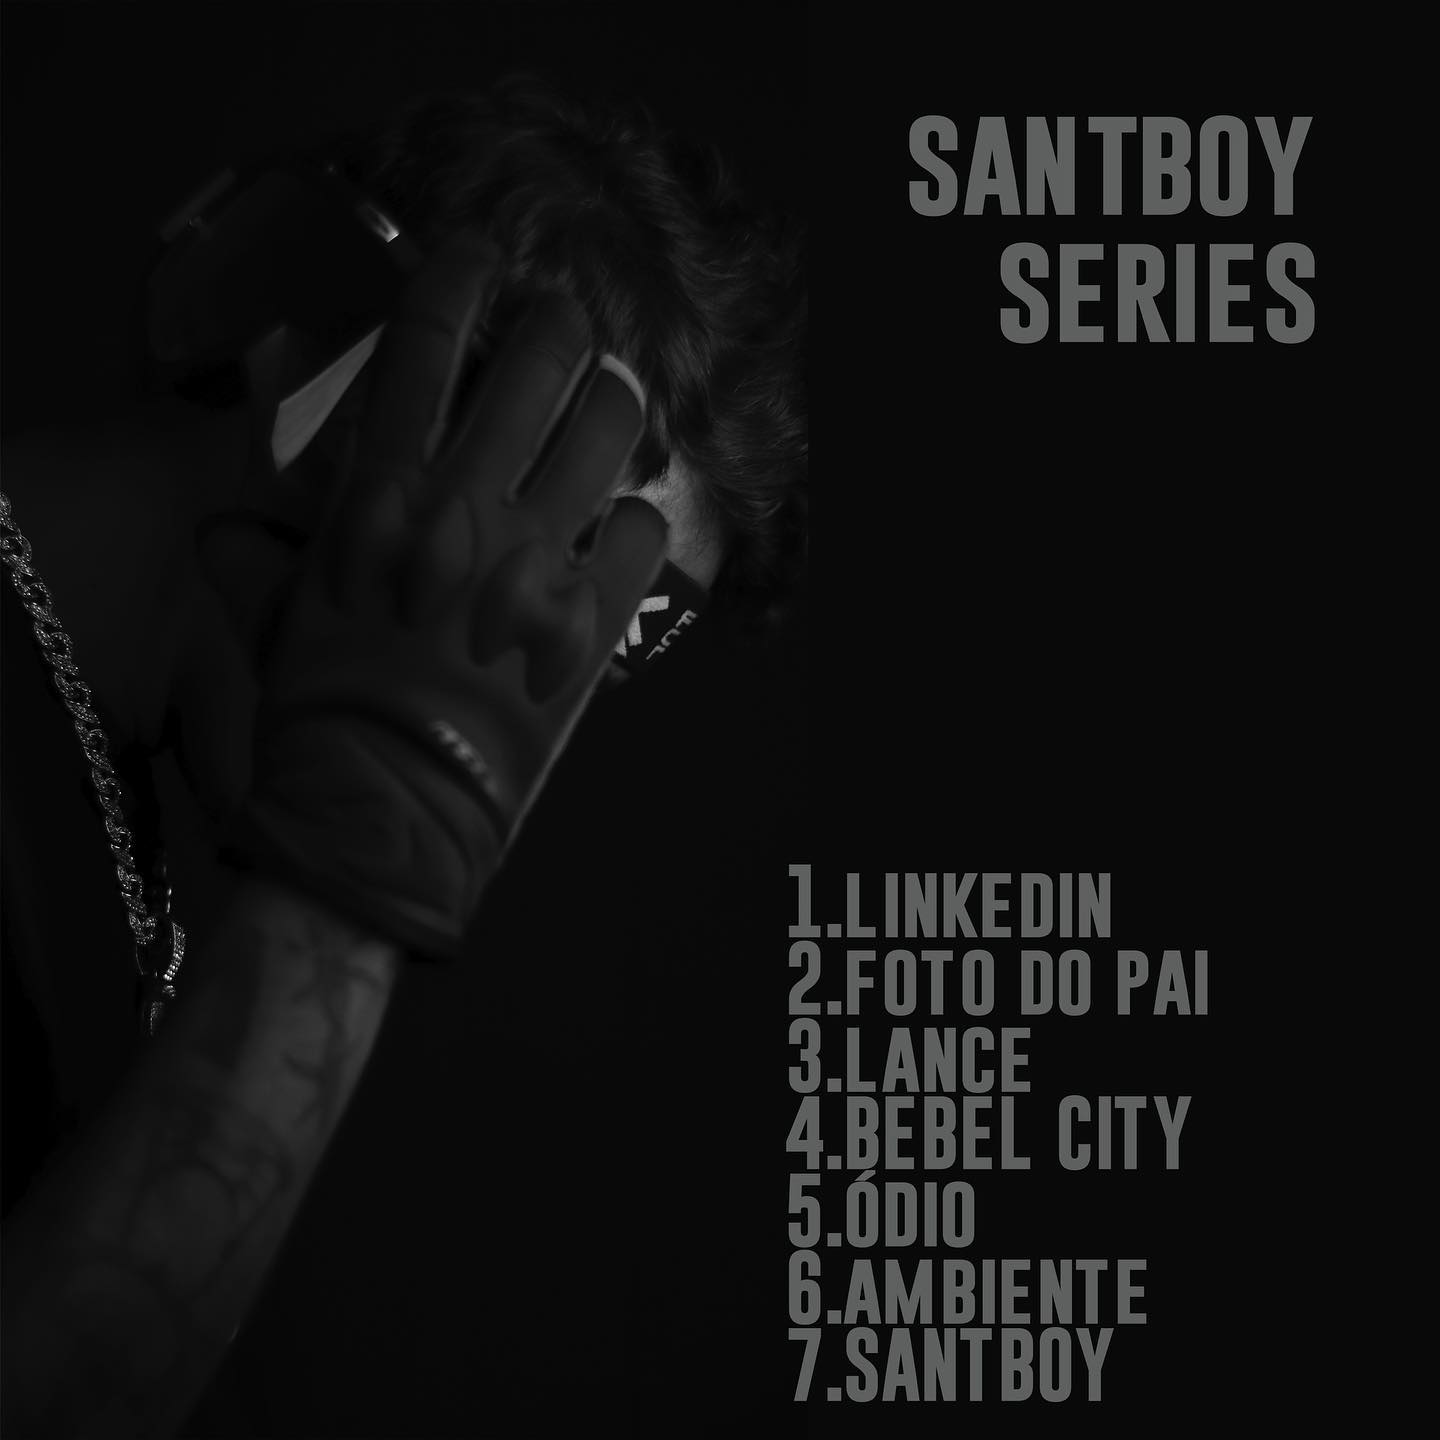 SANTBOY
SERIES
K
1.LINKEDIN
2.FOTO DO PAI
3.LANCE
4.BEBEL CITY
5.ÓDIO
6.AMBIENTE
7.SANTBOY